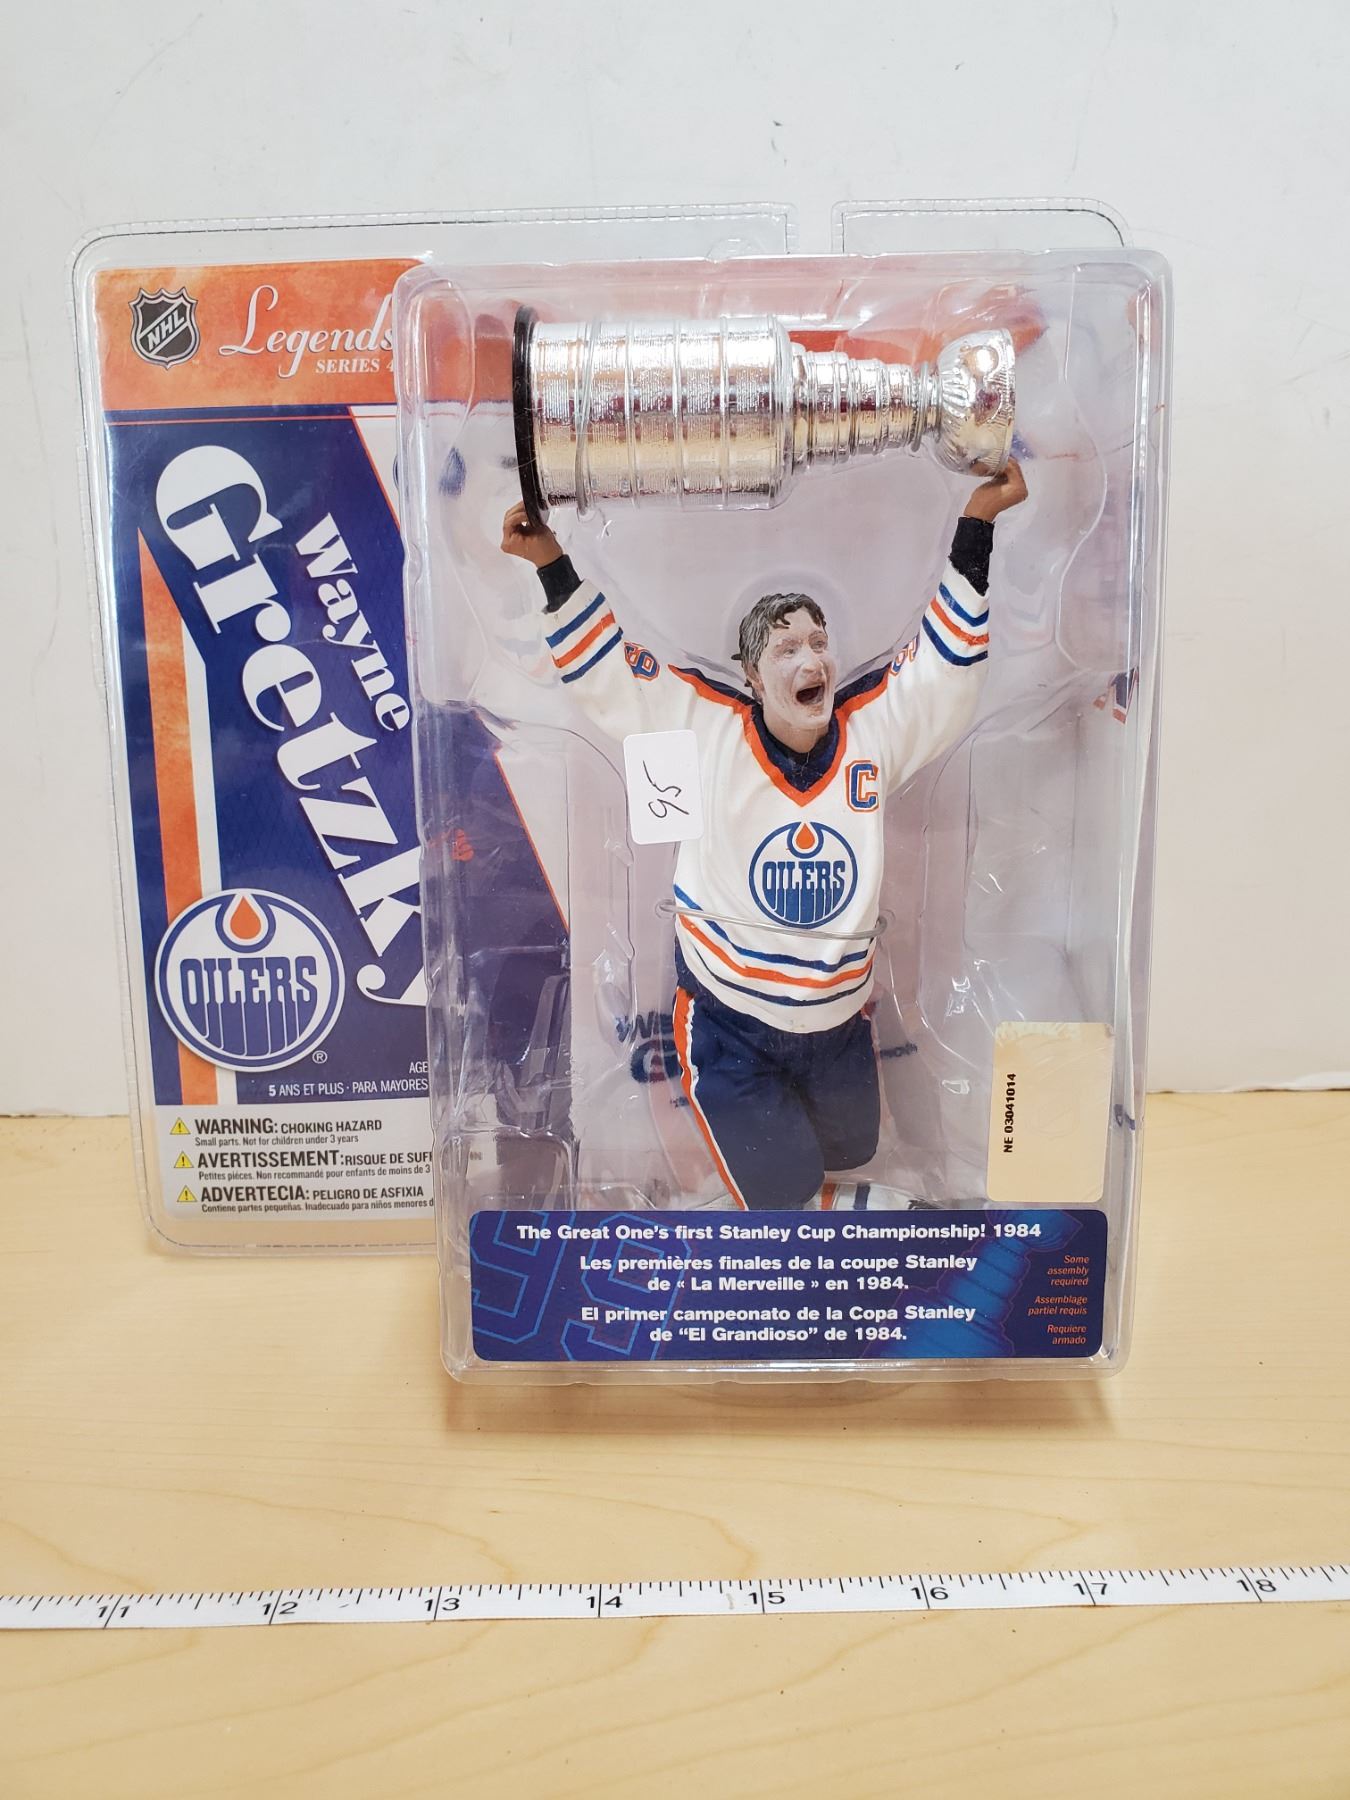 NHL
Legends
SERIES 4
Wayne
Gretzky
OILERS
®
AGE
5 ANS ET PLUS · PARA MAYORES
WARNING: CHOKING HAZARD
Small parts. Not for children under 3 years
AVERTISSEMENT: RISQUE DE SUF
Petites pièces. Non recommandé pour enfants de moins de 3
ADVERTECIA: PELIGRO DE ASFIXIA
Contiene partes pequeñas. Inadecuado para niños menores d
99
95
C
OILERS
NE 03041014
The Great One's first Stanley Cup Championship! 1984
Les premières finales de la coupe Stanley
de « La Merveille » en 1984.
El primer campeonato de la Copa Stanley
de "El Grandioso" de 1984.
Some
assembly
required
Assemblage
partiel requis
Requiere
armado
99
11 12 13 14 15 16 17 18